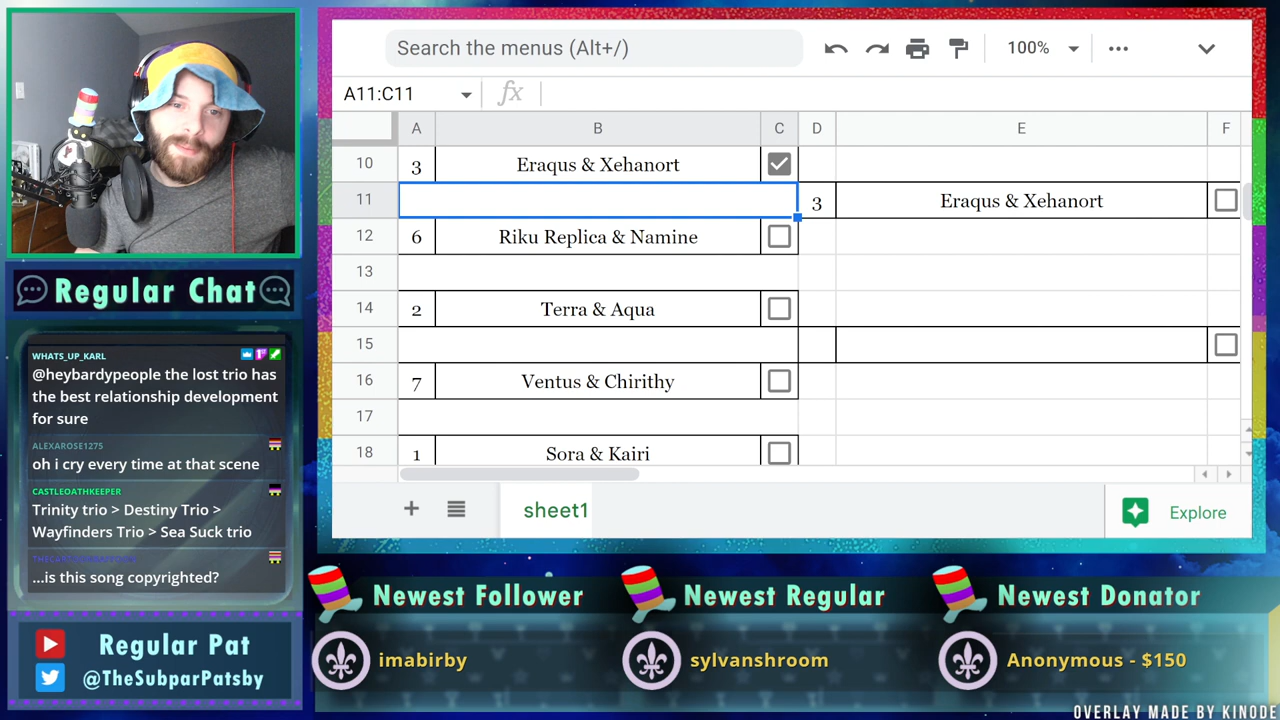 Search the menus (Alt+/)
100%
A11:C11
fx
A B C D E F
10 3 Eraqus & Xehanort
11 3 Eraqus & Xehanort
12 6 Riku Replica & Namine
13
14 2 Terra & Aqua
15
16 7 Ventus & Chirithy
17
18 1 Sora & Kairi
sheet1
Explore
Regular Chat
WHATS_UP_KARL
@heybardypeople the lost trio has
the best relationship development
for sure
ALEXAROSE1275
oh i cry every time at that scene
CASTLEOATHKEEPER
Trinity trio > Destiny Trio >
Wayfinders Trio > Sea Suck trio
...is this song copyrighted?
Regular Pat
@TheSubparPatsby
Newest Follower
imabirby
Newest Regular
sylvanshroom
Newest Donator
Anonymous - $150
OVERLAY MADE BY KINODE